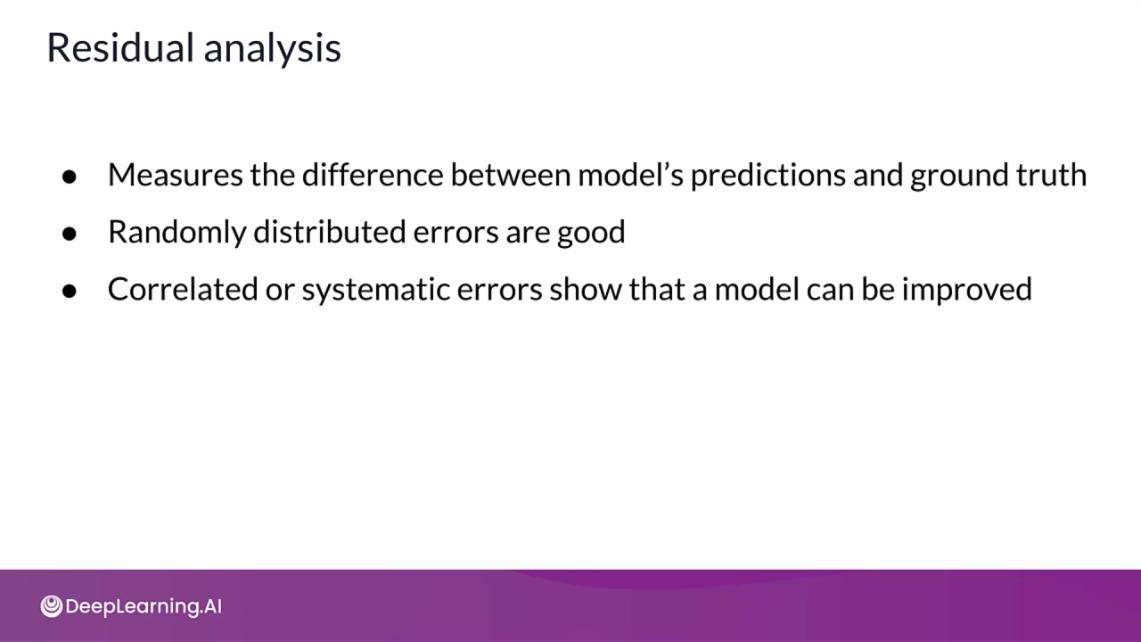 Residual analysis
● Measures the difference between model’s predictions and ground truth
● Randomly distributed errors are good
● Correlated or systematic errors show that a model can be improved
DeepLearning.AI